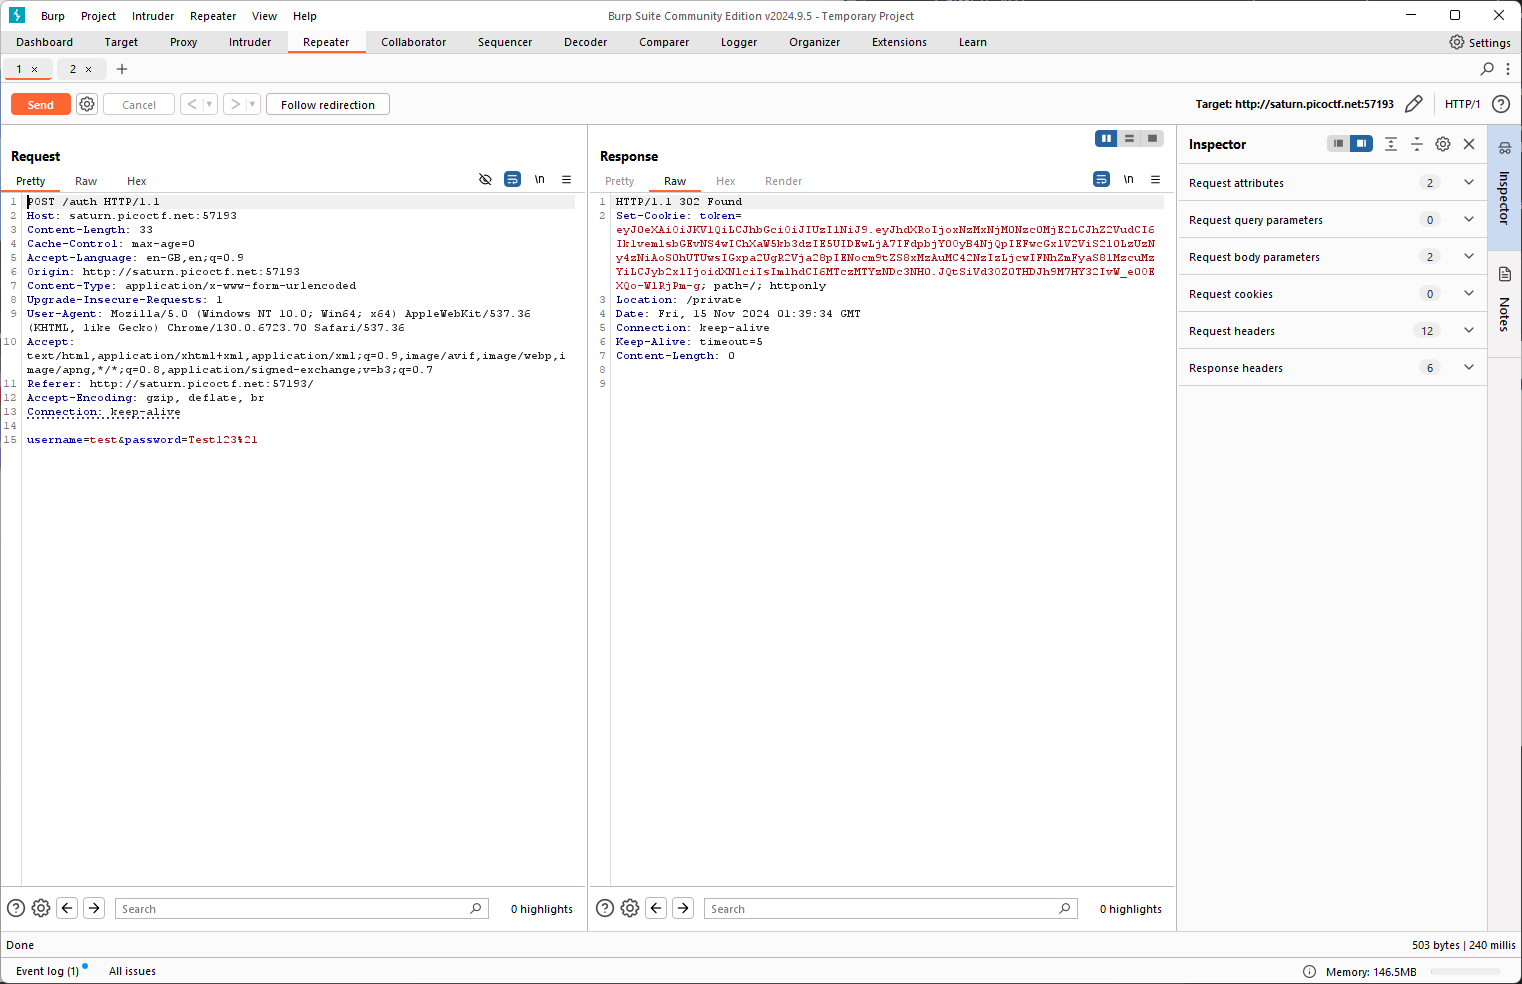 Burp Project Intruder Repeater View Help
Burp Suite Community Edition v2024.9.5 - Temporary Project
Dashboard Target Proxy Intruder Repeater Collaborator Sequencer Decoder Comparer Logger Organizer Extensions Learn
Settings
1 × 2 × +
Send Cancel < > Follow redirection
Target: http://saturn.picoctf.net:57193 HTTP/1
Request
Pretty Raw Hex
\n
1 POST /auth HTTP/1.1
2 Host: saturn.picoctf.net:57193
3 Content-Length: 33
4 Cache-Control: max-age=0
5 Accept-Language: en-GB,en;q=0.9
6 Origin: http://saturn.picoctf.net:57193
7 Content-Type: application/x-www-form-urlencoded
8 Upgrade-Insecure-Requests: 1
9 User-Agent: Mozilla/5.0 (Windows NT 10.0; Win64; x64) AppleWebKit/537.36
(KHTML, like Gecko) Chrome/130.0.6723.70 Safari/537.36
10 Accept:
text/html,application/xhtml+xml,application/xml;q=0.9,image/avif,image/webp,i
mage/apng,*/*;q=0.8,application/signed-exchange;v=b3;q=0.7
11 Referer: http://saturn.picoctf.net:57193/
12 Accept-Encoding: gzip, deflate, br
13 Connection: keep-alive
14
15 username=test&password=Test123%21
Response
Pretty Raw Hex Render
\n
1 HTTP/1.1 302 Found
2 Set-Cookie: token=
; path=/; httponly
3 Location: /private
4 Date: Fri, 15 Nov 2024 01:39:34 GMT
5 Connection: keep-alive
6 Keep-Alive: timeout=5
7 Content-Length: 0
8
9
Inspector
Request attributes 2
Request query parameters 0
Request body parameters 2
Request cookies 0
Request headers 12
Response headers 6
Inspector
Notes
Search 0 highlights
Search 0 highlights
Done
503 bytes | 240 millis
Event log (1) All issues
Memory: 146.5MB